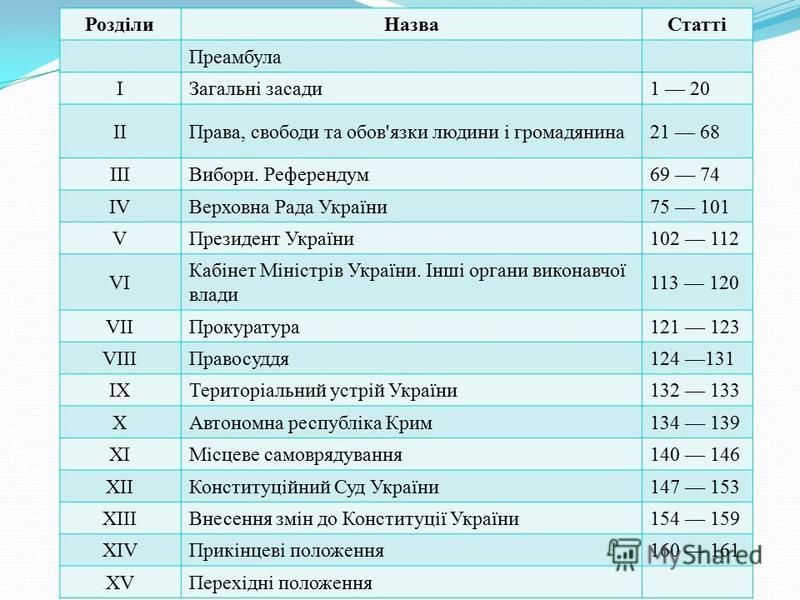 Розділи Назва Статті
Преамбула
I Загальні засади 1 — 20
II Права, свободи та обов'язки людини і громадянина 21 — 68
III Вибори. Референдум 69 — 74
IV Верховна Рада України 75 — 101
V Президент України 102 — 112
VI Кабінет Міністрів України. Інші органи виконавчої 113 — 120
влади
VII Прокуратура 121 — 123
VIII Правосуддя 124 —131
IX Територіальний устрій України 132 — 133
X Автономна республіка Крим 134 — 139
XI Місцеве самоврядування 140 — 146
XII Конституційний Суд України 147 — 153
XIII Внесення змін до Конституції України 154 — 159
XIV Прикінцеві положення 160 — 161
XV Перехідні положення
MyShared